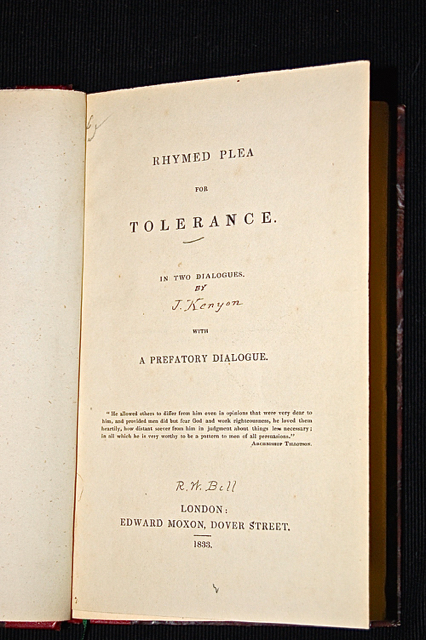 RHYMED PLEA
FOR
TOLERANCE.
IN TWO DIALOGUES.
BY
J. Kenyon
WITH
A PREFATORY DIALOGUE.
"He allowed others to differ from him even in opinions that were very dear to
him, and provided men did but fear God and work righteousness, he loved them
heartily, how distant soever from him in judgment about things less necessary;
in all which he is very worthy to be a pattern to men of all persuasions."
ARCHBISHOP TILLOTSON.
R. W. Bell
LONDON:
EDWARD MOXON, DOVER STREET.
1833.